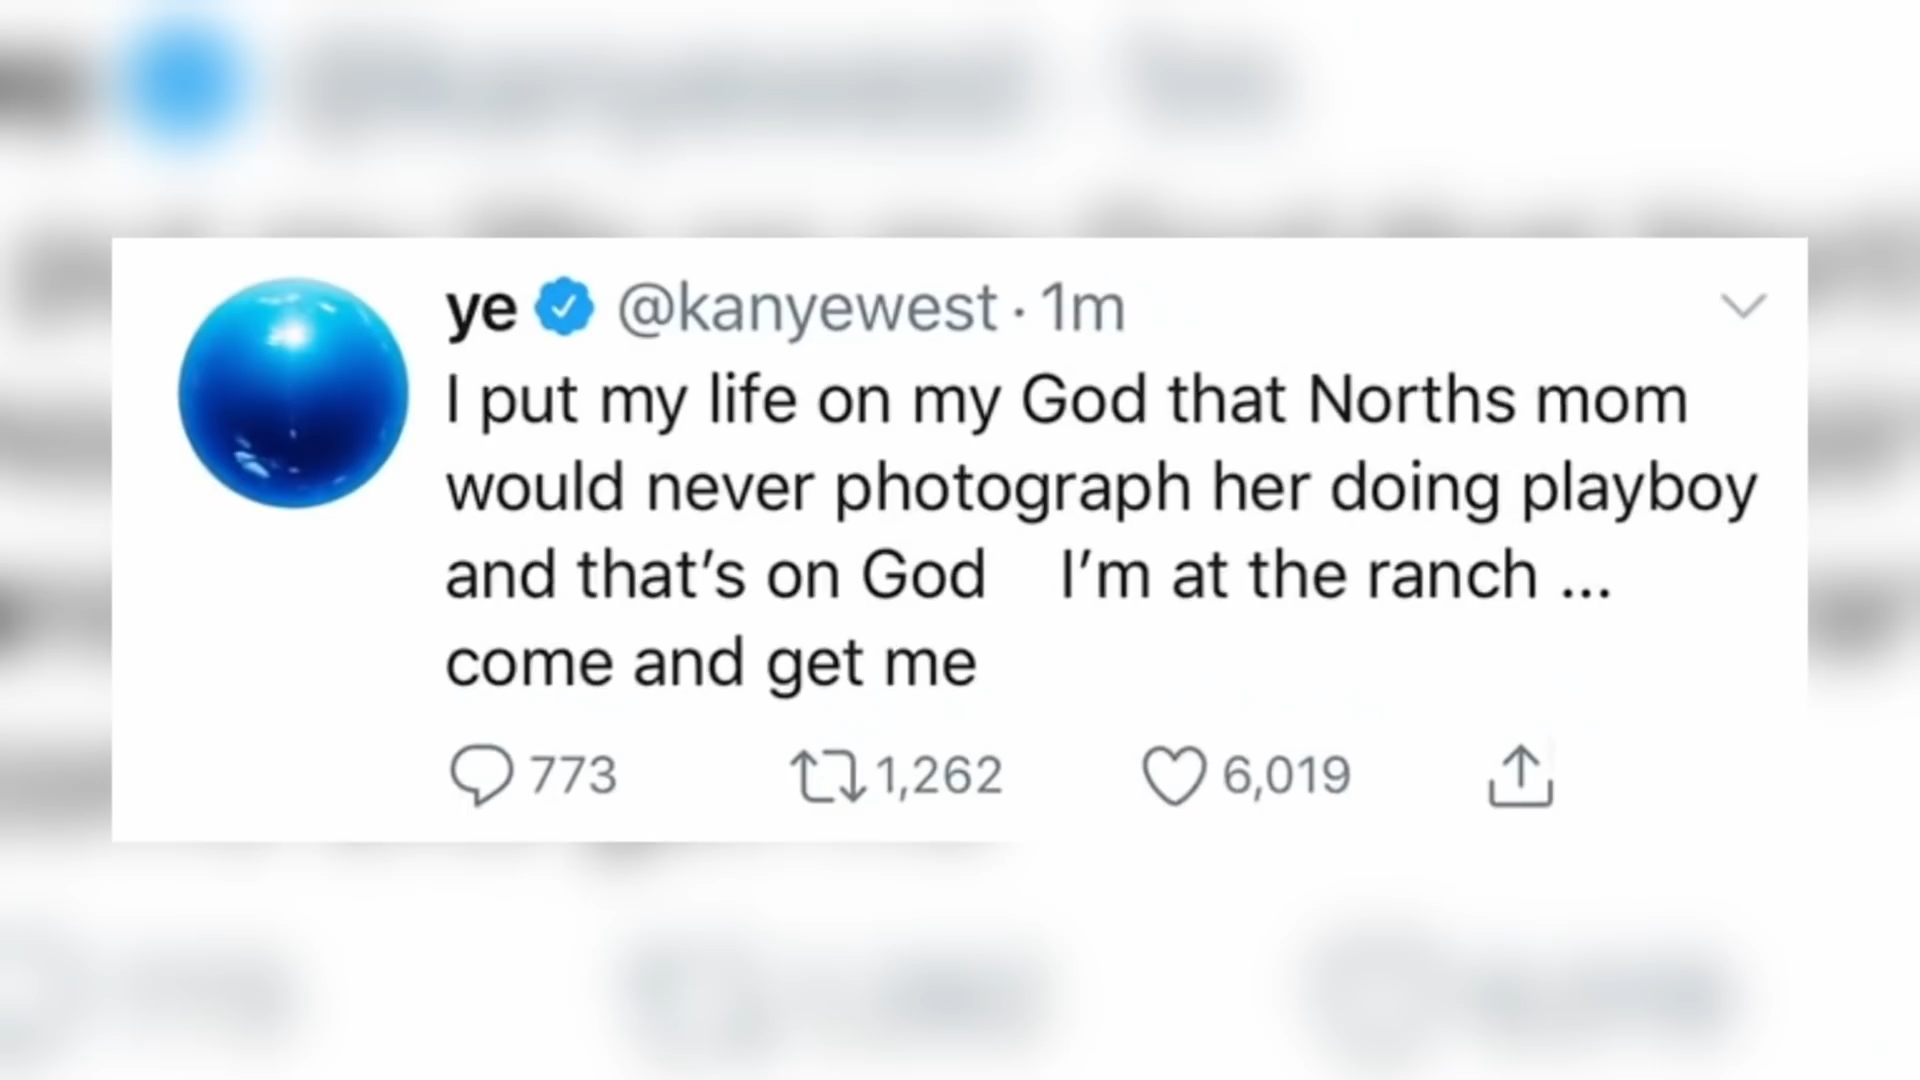 ye @kanyewest · 1m
I put my life on my God that Norths mom
would never photograph her doing playboy
and that's on God    I'm at the ranch ...
come and get me
773 1,262 6,019